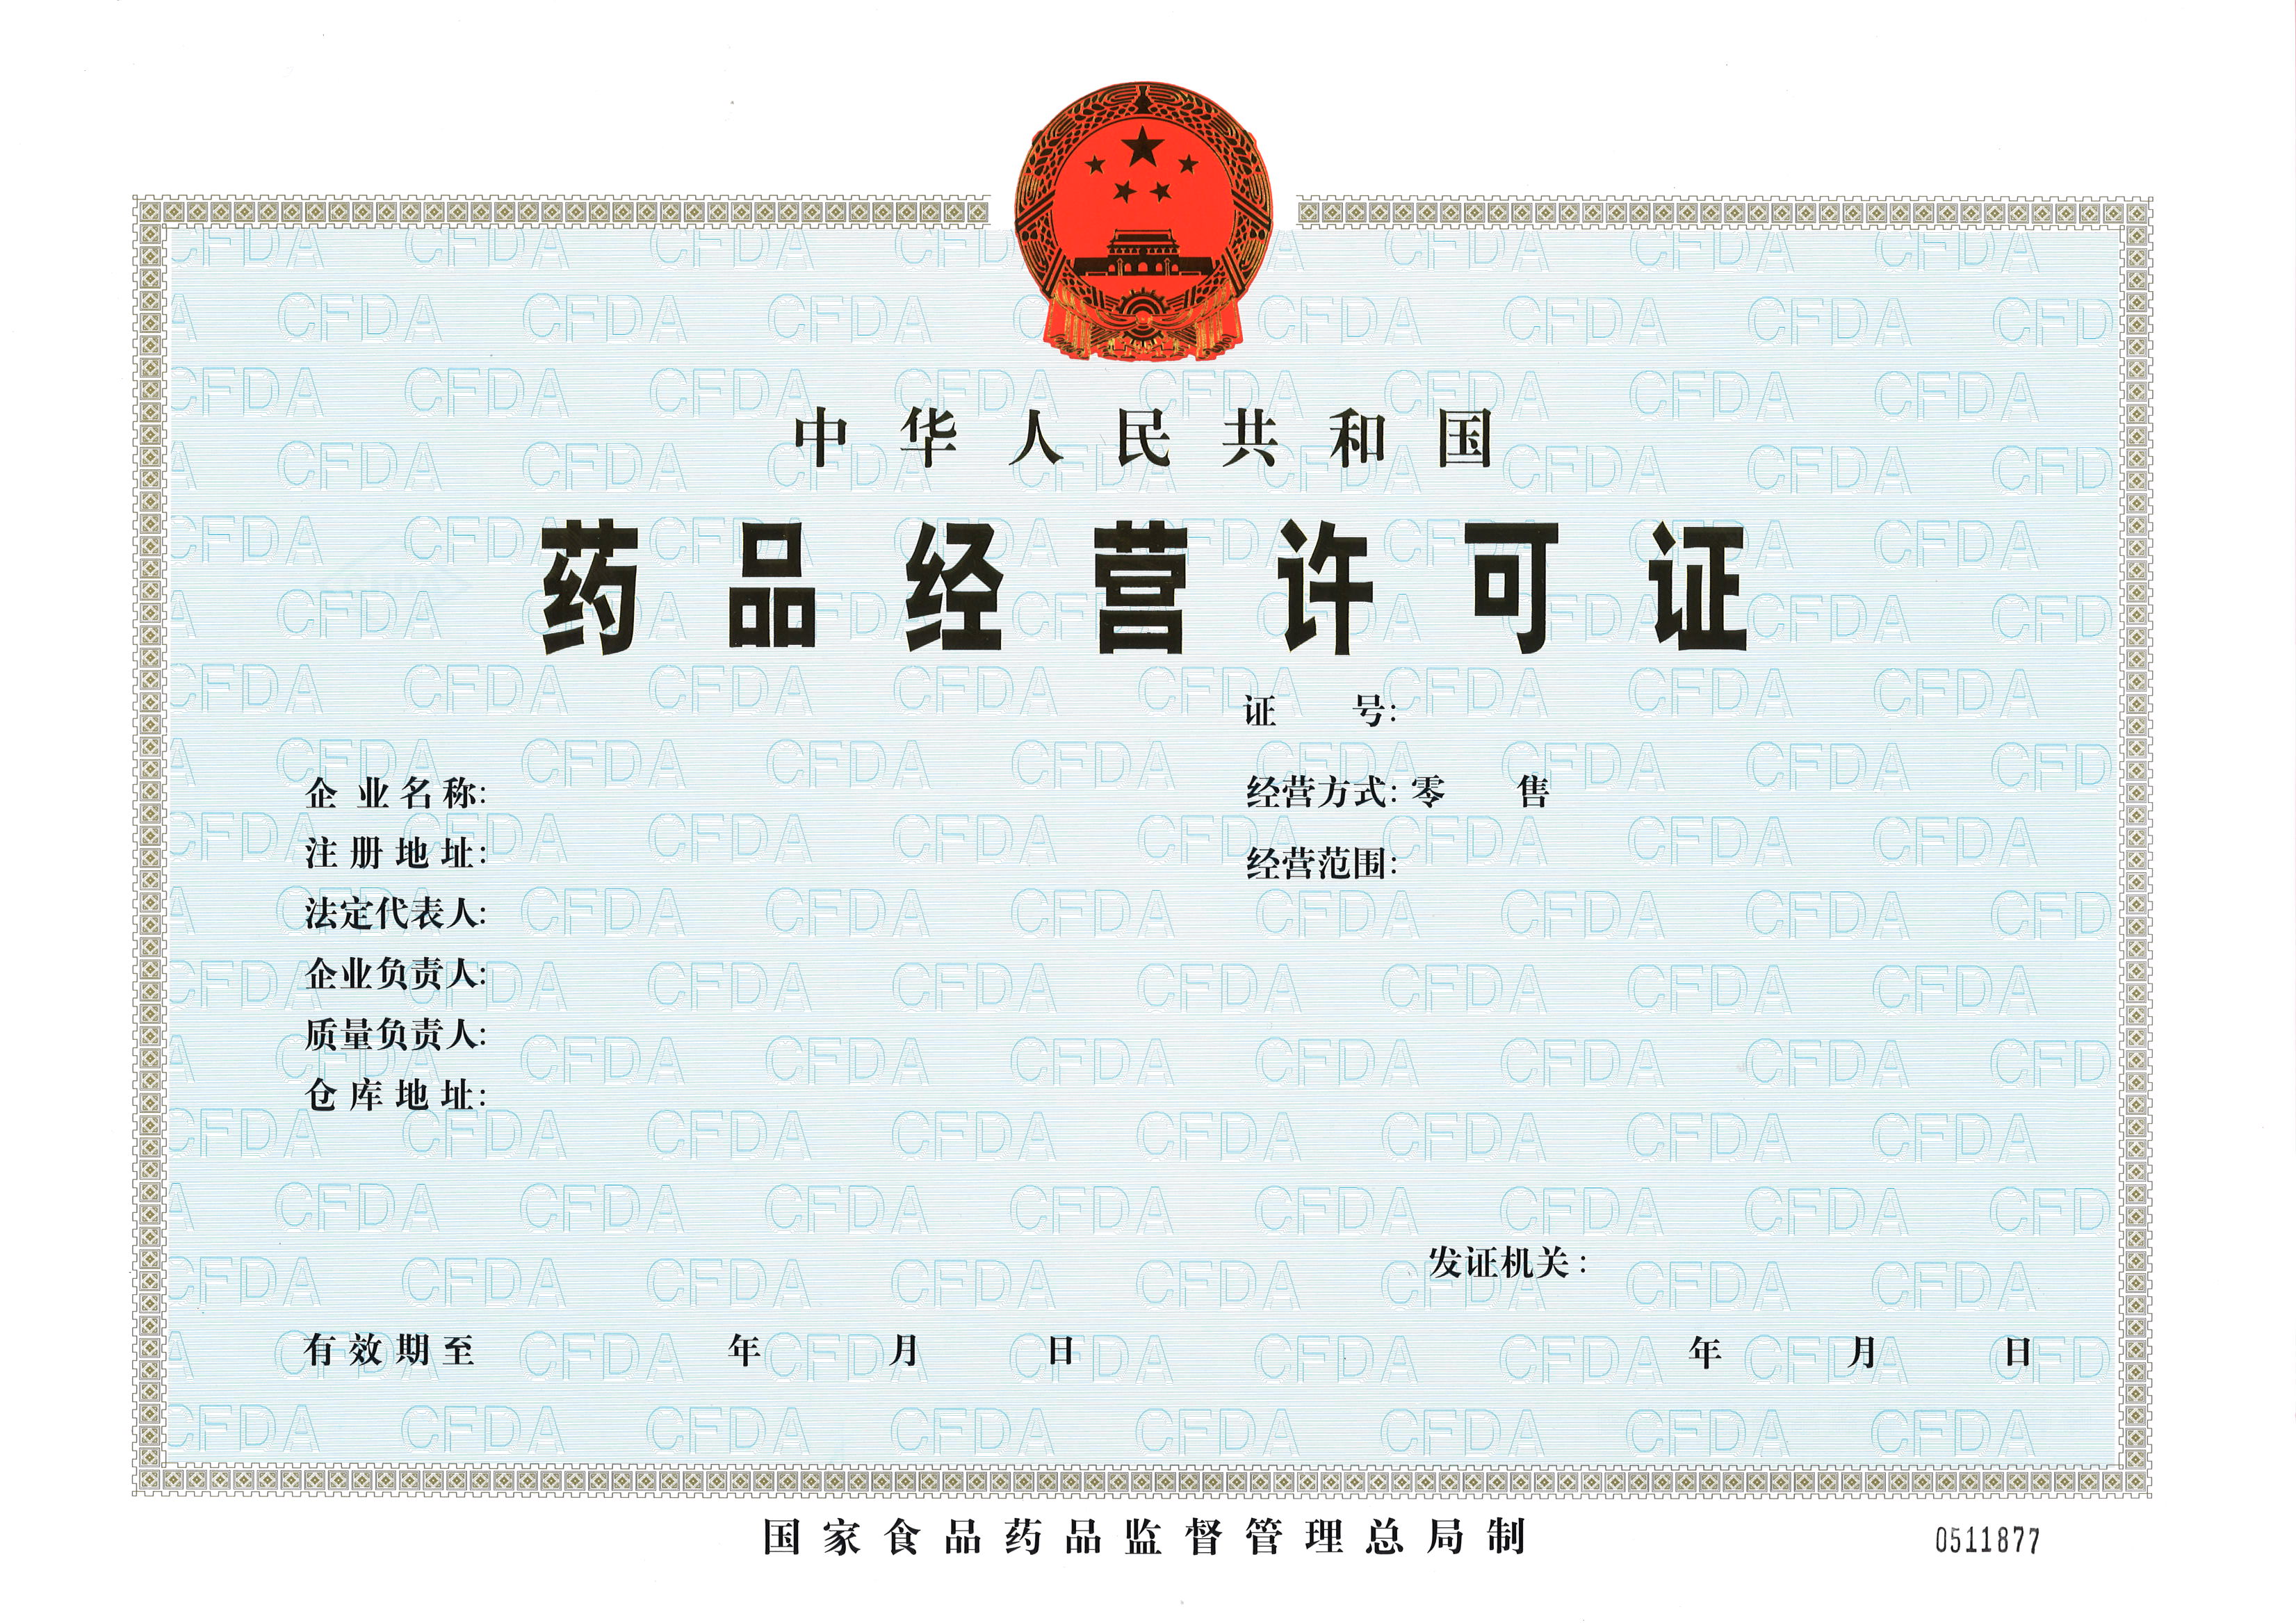 中华人民共和国
药品经营许可证
证 号:
企业名称:
经营方式: 零 售
注册地址:
经营范围:
法定代表人:
企业负责人:
质量负责人:
仓库地址:
发证机关:
有效期至 年 月 日
年 月 日
国家食品药品监督管理总局制
0511877
CFDA